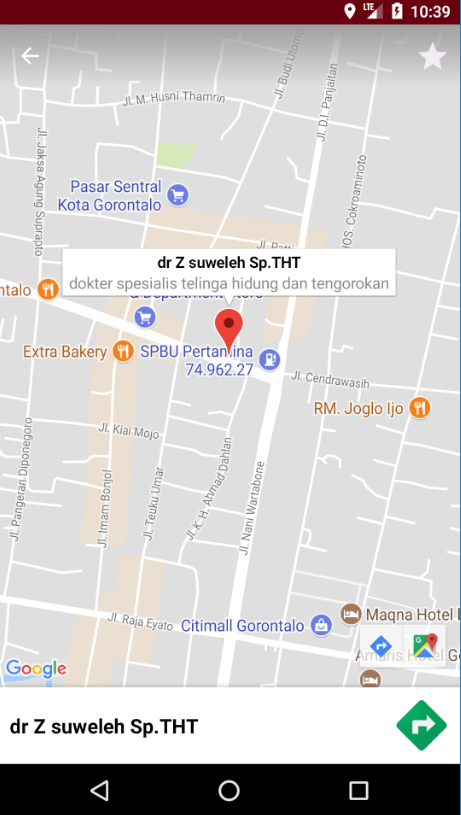 LTE 10:39
Jl. Budi Utomo
Jl. D.I. Panjaitan
Jl. M. Husni Thamrin
Jl. Jaksa Agung Suprapto
HOS. Cokroaminoto
Pasar Sentral
Kota Gorontalo
Jl. Patti
dr Z suweleh Sp.THT
dokter spesialis telinga hidung dan tengorokan
ntalo
& Department Store
Extra Bakery
SPBU Pertamina
74.962.27
Jl. Cendrawasih
RM. Joglo Ijo
Jl. Kiai Mojo
Jl. Pangeran Diponegoro
Jl. Imam Bonjol
Jl. Teuku Umar
Jl. K. H. Ahmad Dahlan
Jl. Nani Wartabone
Jl. Raja Eyato
Citimall Gorontalo
Maqna Hotel
Amaris Hotel G
Google
dr Z suweleh Sp.THT